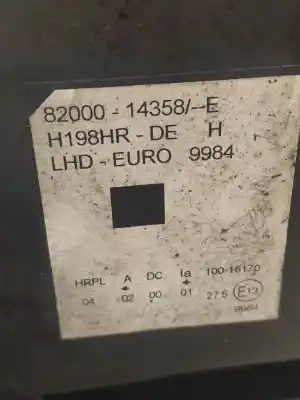 82000 - 14358/--E
H198HR - DE H
LHD - EURO 9984
HRPL A DC Ia 100-16170
04 02 00 01 27.5 E13
9984